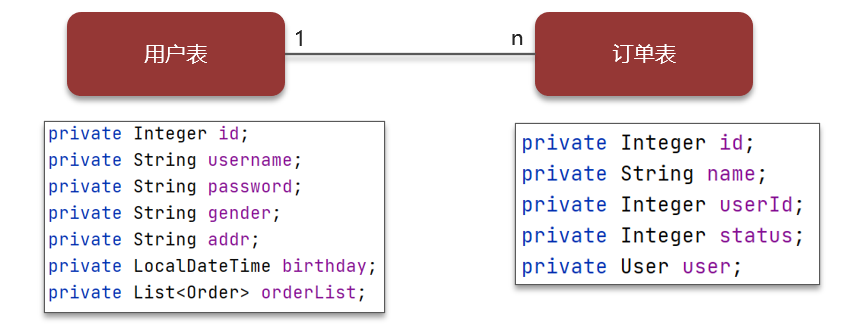 用户表
1
n
订单表
private Integer id;
private String username;
private String password;
private String gender;
private String addr;
private LocalDateTime birthday;
private List<Order> orderList;
private Integer id;
private String name;
private Integer userId;
private Integer status;
private User user;